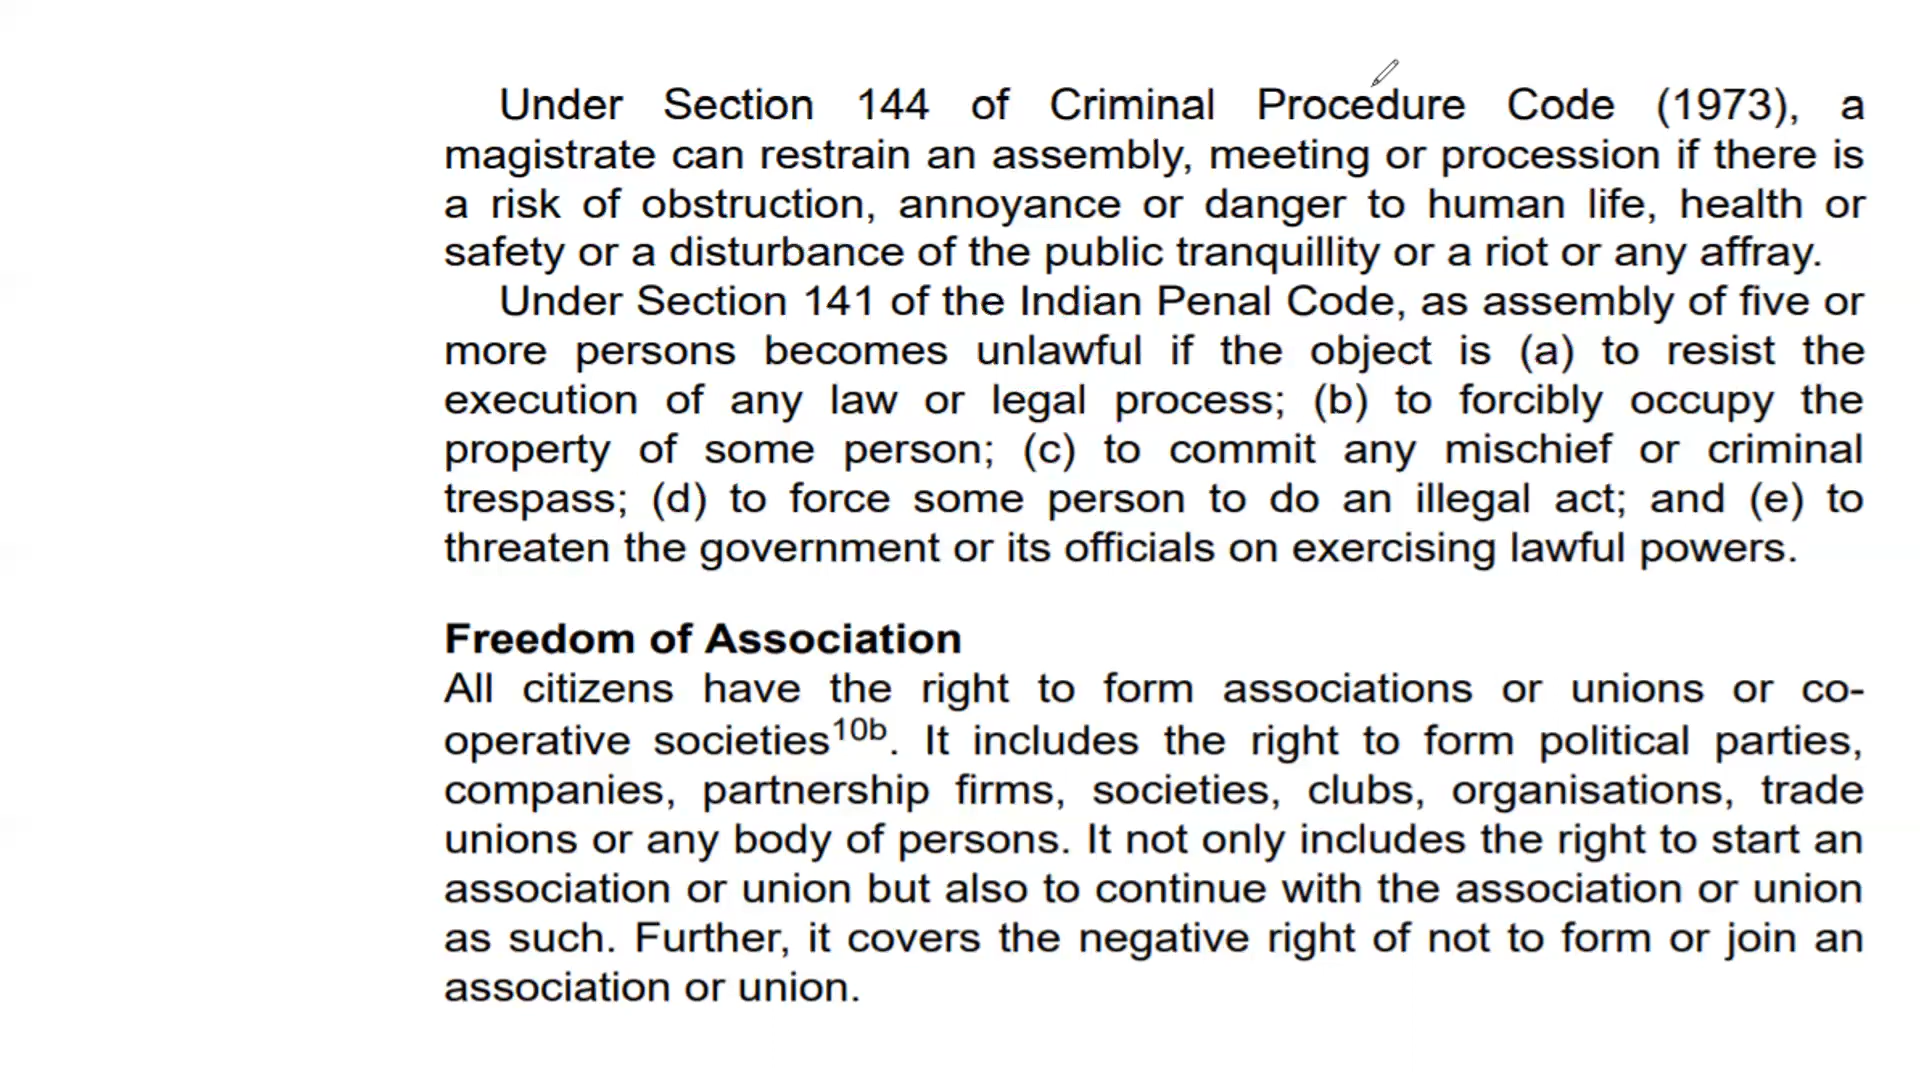 Under Section 144 of Criminal Procedure Code (1973), a
magistrate can restrain an assembly, meeting or procession if there is
a risk of obstruction, annoyance or danger to human life, health or
safety or a disturbance of the public tranquillity or a riot or any affray.
Under Section 141 of the Indian Penal Code, as assembly of five or
more persons becomes unlawful if the object is (a) to resist the
execution of any law or legal process; (b) to forcibly occupy the
property of some person; (c) to commit any mischief or criminal
trespass; (d) to force some person to do an illegal act; and (e) to
threaten the government or its officials on exercising lawful powers.
Freedom of Association
All citizens have the right to form associations or unions or co-
operative societies10b. It includes the right to form political parties,
companies, partnership firms, societies, clubs, organisations, trade
unions or any body of persons. It not only includes the right to start an
association or union but also to continue with the association or union
as such. Further, it covers the negative right of not to form or join an
association or union.